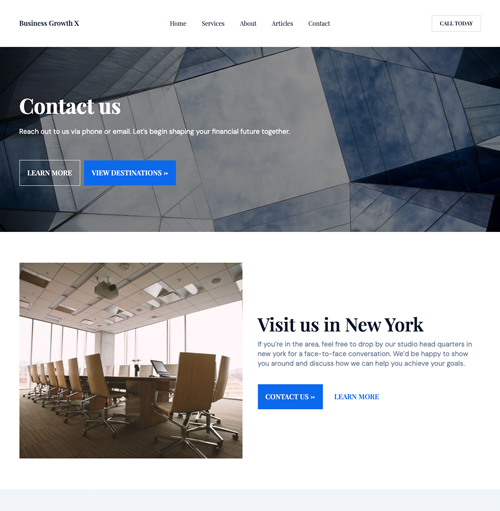 Business Growth X
Home
Services
About
Articles
Contact
CALL TODAY
Contact us
Reach out to us via phone or email. Let's begin shaping your financial future together.
LEARN MORE
VIEW DESTINATIONS »
Visit us in New York
If you're in the area, feel free to drop by our studio head quarters in
new york for a face-to-face conversation. We'd be happy to show
you around and discuss how we can help you achieve your goals.
CONTACT US »
LEARN MORE